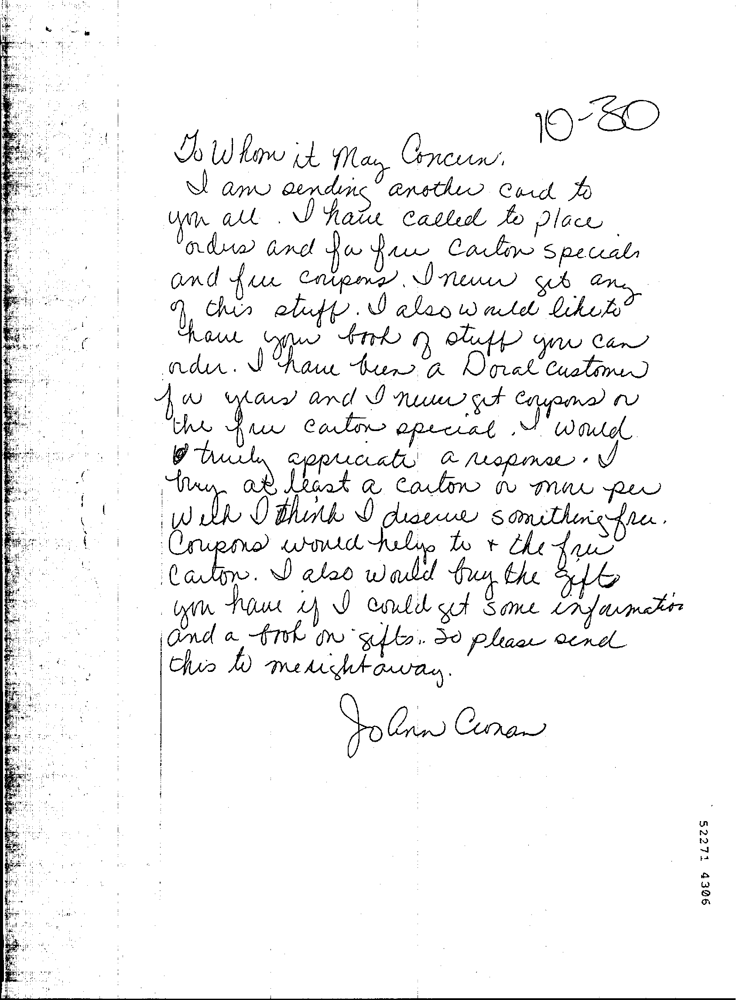 10-30
To Whom it May Concern.
I am sending another card to
you all. I have called to place
orders and for free Carton specials
and free coupons. I never get any
of this stuff. I also would like to
have your book of stuff you can
order. I have been a Doral customer
for years and I never get coupons or
the free carton special. I would
truely appreciate a response. I
buy at least a carton or more per
week I think I deserve something free.
Coupons would help to + the free
Carton. I also would buy the gifts
you have if I could get some information
and a book on gifts. So please send
this to me right away.
JoAnn
52271 4306